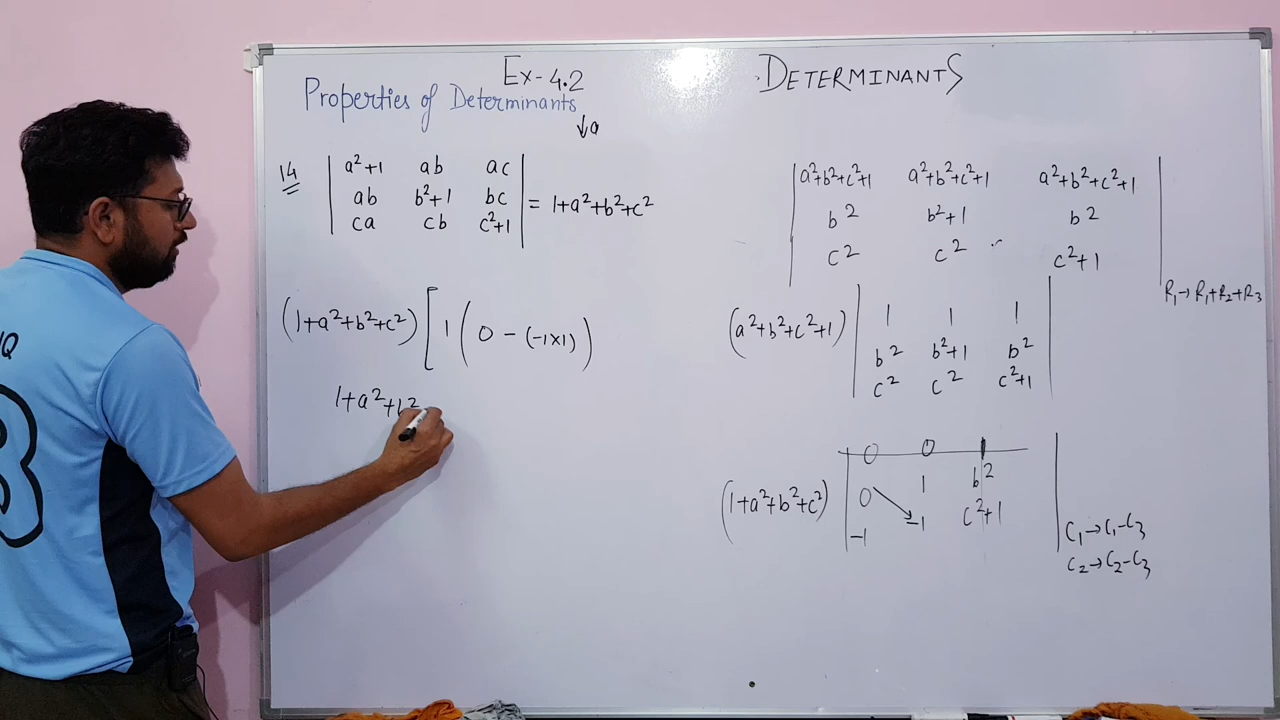 Ex-4.2
Properties of Determinants
↓a
DETERMINANTS
14
| a²+1 ab ac |
| ab b²+1 bc | = 1+a²+b²+c²
| ca cb c²+1 |
(1+a²+b²+c²) [ 1 ( 0 - (-1×1) )
1+a²+b²
| a²+b²+c²+1 a²+b²+c²+1 a²+b²+c²+1 |
| b² b²+1 b² |
| c² c² c²+1 |
R₁→R₁+R₂+R₃
(a²+b²+c²+1) | 1 1 1 |
| b² b²+1 b² |
| c² c² c²+1 |
0 0 1
(1+a²+b²+c²) | 0 1 b² |
| -1 -1 c²+1 |
C₁→C₁-C₃
C₂→C₂-C₃